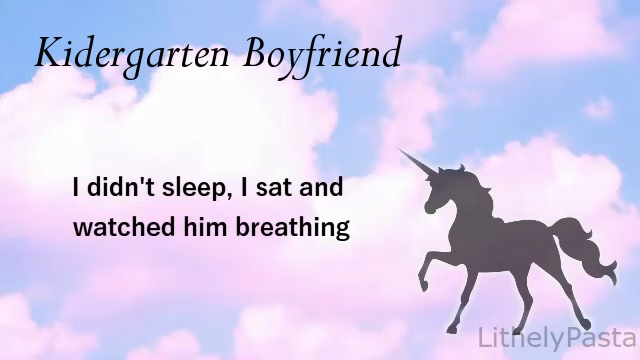 Kidergarten Boyfriend
I didn't sleep, I sat and
watched him breathing
LithelyPasta